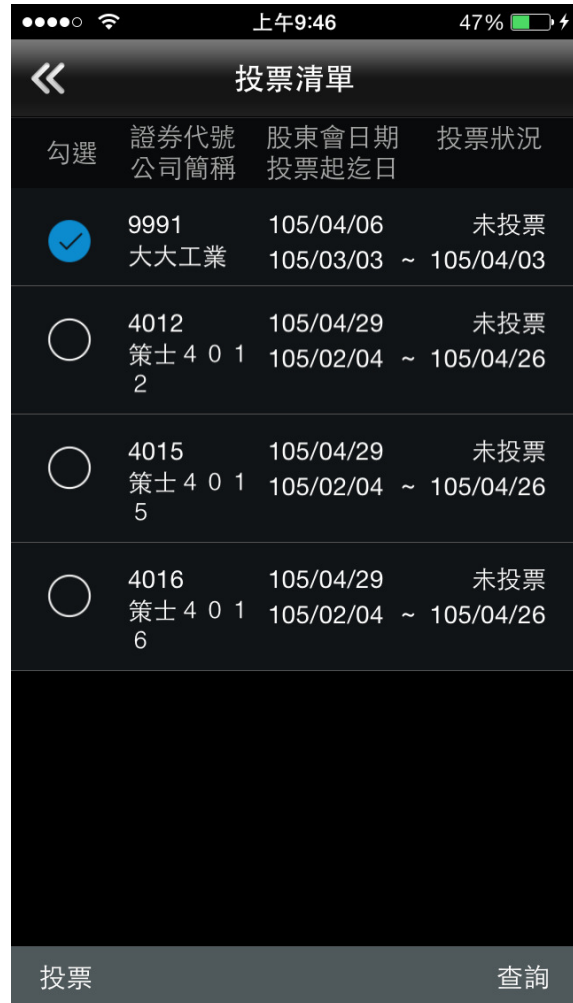 上午9:46 47%
投票清單
勾選 證券代號 股東會日期 投票狀況
公司簡稱 投票起迄日
9991 105/04/06 未投票
大大工業 105/03/03 ~ 105/04/03
4012 105/04/29 未投票
策士４０１ 105/02/04 ~ 105/04/26
２
4015 105/04/29 未投票
策士４０１ 105/02/04 ~ 105/04/26
５
4016 105/04/29 未投票
策士４０１ 105/02/04 ~ 105/04/26
６
投票 查詢